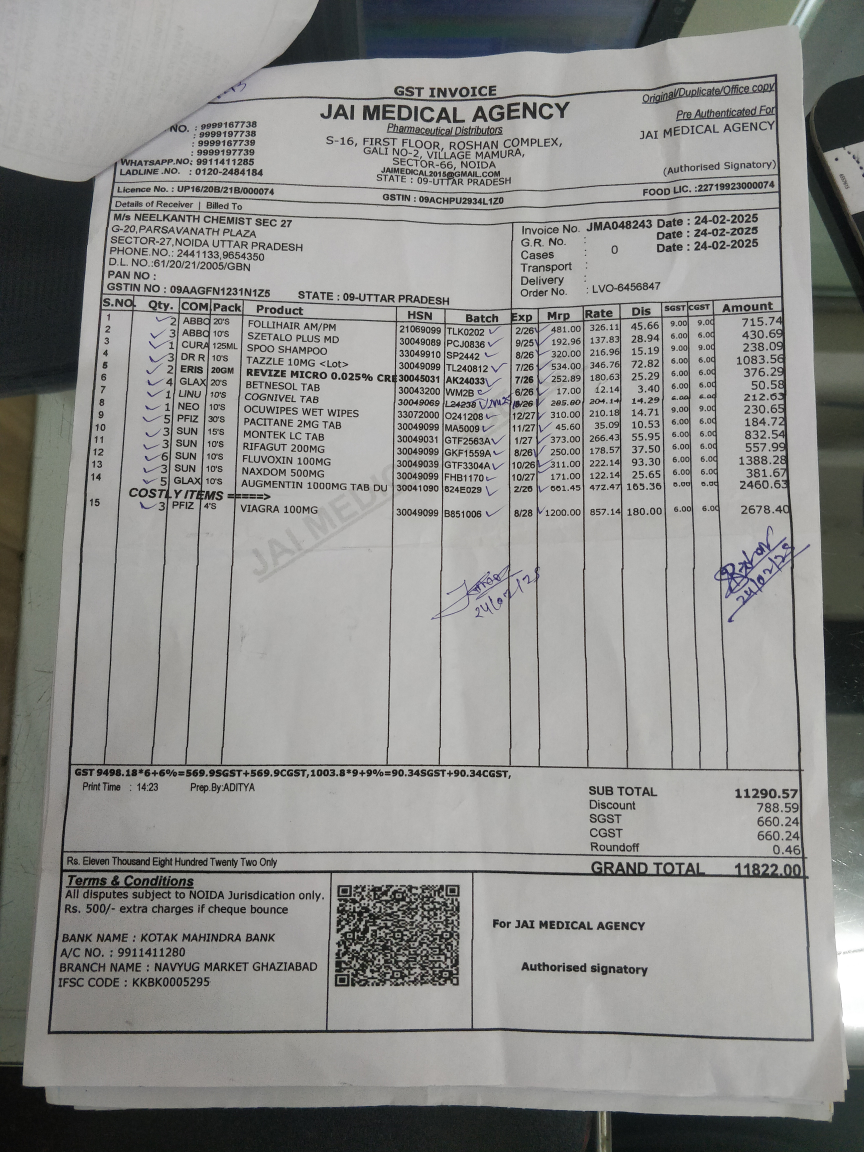 GST INVOICE
Original/Duplicate/Office copy
JAI MEDICAL AGENCY
Pharmaceutical Distributors
S-16, FIRST FLOOR, ROSHAN COMPLEX,
GALI NO-2, VILLAGE MAMURA,
SECTOR-66, NOIDA
JAIMEDICAL2015@GMAIL.COM
STATE : 09-UTTAR PRADESH
NO. : 9999167738
: 9999197738
: 9999167739
: 9999197739
WHATSAPP.NO: 9911411285
LADLINE .NO. : 0120-2484184
Pre Authenticated For
JAI MEDICAL AGENCY
(Authorised Signatory)
Licence No. : UP16/20B/21B/000074
GSTIN : 09ACHPU2934L1Z0
FOOD LIC. :22719923000074
Details of Receiver | Billed To
M/s NEELKANTH CHEMIST SEC 27
G-20,PARSAVANATH PLAZA
SECTOR-27,NOIDA UTTAR PRADESH
PHONE.NO.: 2441133,9654350
D.L. NO.:61/20/21/2005/GBN
PAN NO :
GSTIN NO : 09AAGFN1231N1Z5 STATE : 09-UTTAR PRADESH
Invoice No. JMA048243 Date : 24-02-2025
G.R. No. : Date : 24-02-2025
Cases : 0 Date : 24-02-2025
Transport :
Delivery :
Order No. : LVO-6456847
S.NO. Qty. COM Pack Product HSN Batch Exp Mrp Rate Dis SGST CGST Amount
1 2 ABBO 20'S FOLLIHAIR AM/PM 21069099 TLK0202 2/26 481.00 326.11 45.66 9.00 9.00 715.74
2 3 ABBO 10'S SZETALO PLUS MD 30049089 PCJ0836 9/25 192.96 137.83 28.94 6.00 6.00 430.69
3 1 CURA 125ML SPOO SHAMPOO 33049910 SP2442 8/26 320.00 216.96 15.19 9.00 9.00 238.09
4 3 DR R 10'S TAZZLE 10MG <Lot> 30049099 TL240812 7/26 534.00 346.76 72.82 6.00 6.00 1083.56
5 2 ERIS 20GM REVIZE MICRO 0.025% CRE 30045031 AK24033 7/26 252.89 180.63 25.29 6.00 6.00 376.29
6 4 GLAX 20'S BETNESOL TAB 30043200 WM2B 6/26 17.00 12.14 3.40 6.00 6.00 50.58
7 1 LINU 10'S COGNIVEL TAB 30049069 L24238 8/26 285.80 204.14 14.29 6.00 6.00 212.63
8 1 NEO 10'S OCUWIPES WET WIPES 33072000 O241208 12/27 310.00 210.18 14.71 9.00 9.00 230.65
9 5 PFIZ 30'S PACITANE 2MG TAB 30049099 MA5009 11/27 45.60 35.09 10.53 6.00 6.00 184.72
10 3 SUN 15'S MONTEK LC TAB 30049031 GTF2563A 1/27 373.00 266.43 55.95 6.00 6.00 832.54
11 3 SUN 10'S RIFAGUT 200MG 30049099 GKF1559A 8/26 250.00 178.57 37.50 6.00 6.00 557.99
12 6 SUN 10'S FLUVOXIN 100MG 30049039 GTF3304A 10/26 311.00 222.14 93.30 6.00 6.00 1388.28
13 3 SUN 10'S NAXDOM 500MG 30049099 FHB1170 10/27 171.00 122.14 25.65 6.00 6.00 381.67
14 5 GLAX 10'S AUGMENTIN 1000MG TAB DU 30041090 824E029 2/26 661.45 472.47 165.36 6.00 6.00 2460.63
COSTLY ITEMS =====>
15 3 PFIZ 4'S VIAGRA 100MG 30049099 B851006 8/28 1200.00 857.14 180.00 6.00 6.00 2678.40
24/02/25
24/02/25
GST 9498.18*6+6%=569.9SGST+569.9CGST,1003.8*9+9%=90.34SGST+90.34CGST,
Print Time : 14:23 Prep.By:ADITYA
SUB TOTAL 11290.57
Discount 788.59
SGST 660.24
CGST 660.24
Roundoff 0.46
Rs. Eleven Thousand Eight Hundred Twenty Two Only
GRAND TOTAL 11822.00
Terms & Conditions
All disputes subject to NOIDA Jurisdication only.
Rs. 500/- extra charges if cheque bounce
BANK NAME : KOTAK MAHINDRA BANK
A/C NO. : 9911411280
BRANCH NAME : NAVYUG MARKET GHAZIABAD
IFSC CODE : KKBK0005295
For JAI MEDICAL AGENCY
Authorised signatory